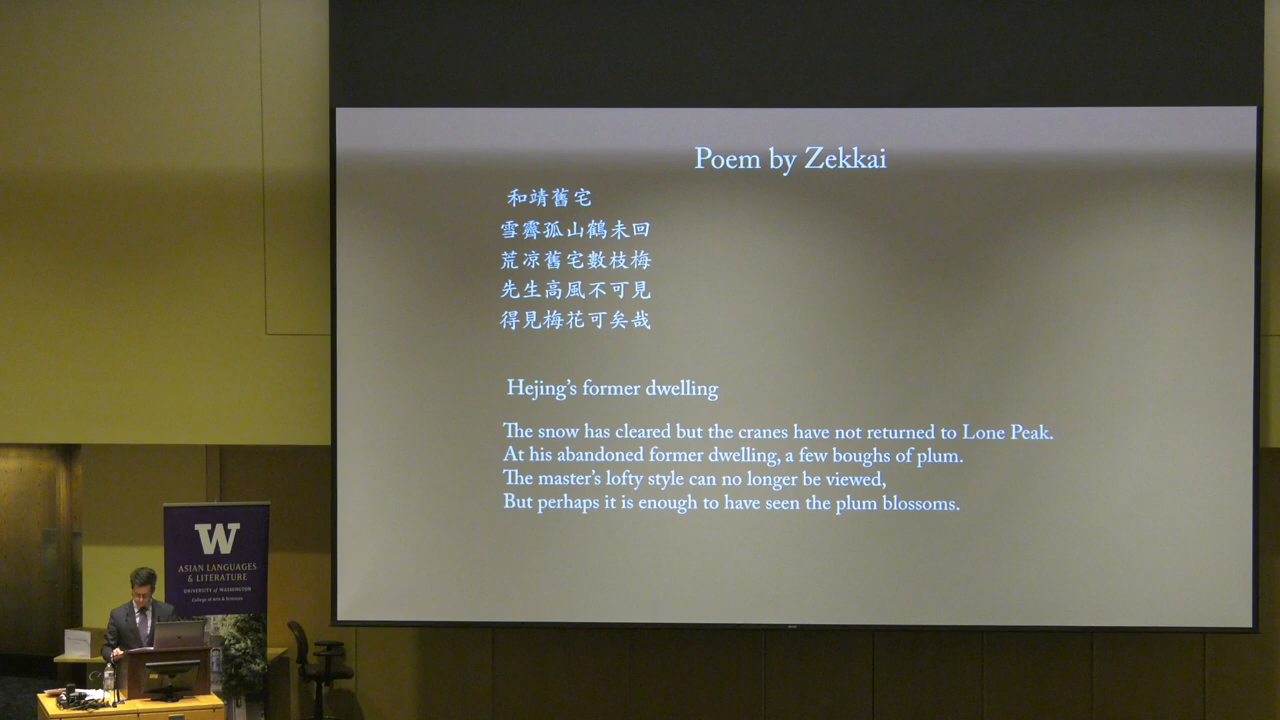 Poem by Zekkai
和靖舊宅
雪霽孤山鶴未回
荒凉舊宅數枝梅
先生高風不可見
得見梅花可矣哉
Hejing's former dwelling
The snow has cleared but the cranes have not returned to Lone Peak.
At his abandoned former dwelling, a few boughs of plum.
The master's lofty style can no longer be viewed,
But perhaps it is enough to have seen the plum blossoms.
W
ASIAN LANGUAGES
& LITERATURE
UNIVERSITY of WASHINGTON
College of Arts & Sciences